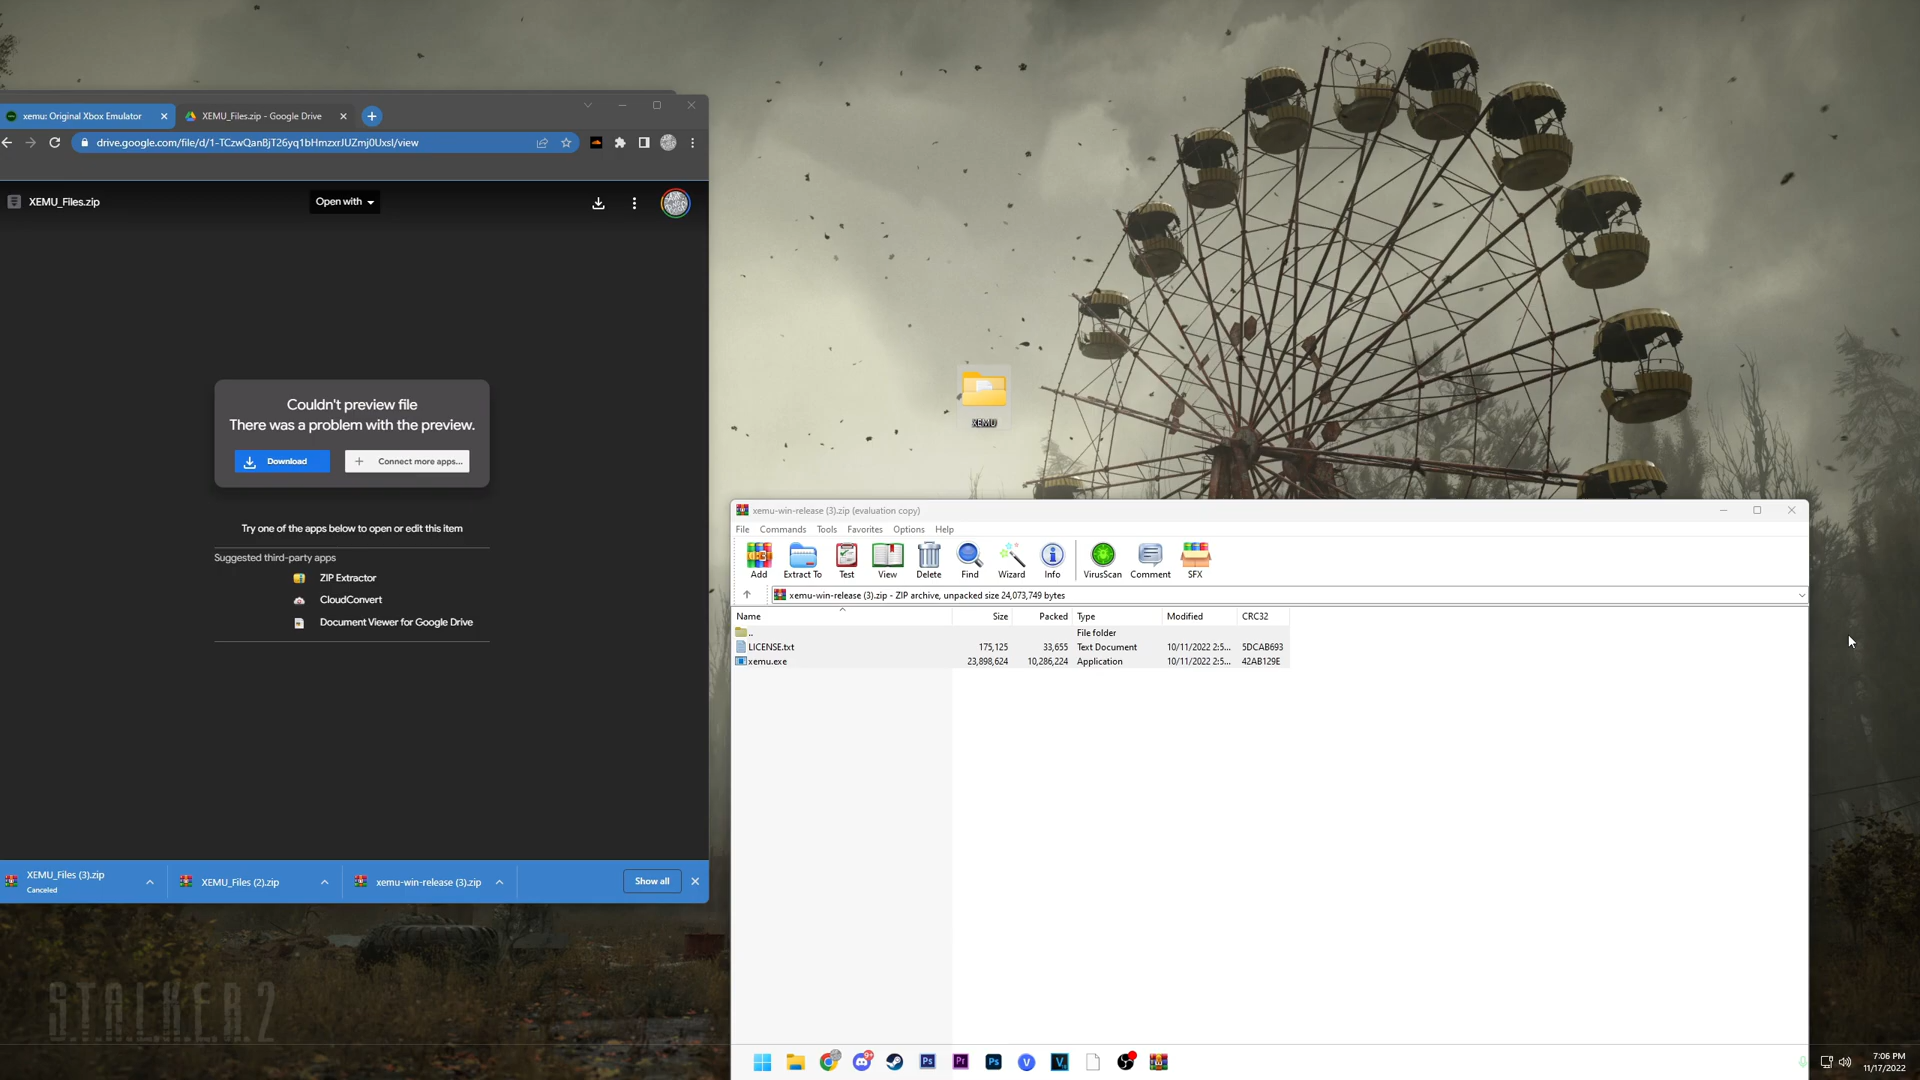 xemu: Original Xbox Emulator
XEMU_Files.zip - Google Drive
drive.google.com/file/d/1-TCzwQanBjT26yq1bHmzxrJUZmj0Uxsl/view
XEMU_Files.zip
Open with
Couldn't preview file
There was a problem with the preview.
Download
Connect more apps...
Try one of the apps below to open or edit this item
Suggested third-party apps
ZIP Extractor
CloudConvert
Document Viewer for Google Drive
XEMU_Files (3).zip
Canceled
XEMU_Files (2).zip
xemu-win-release (3).zip
Show all
XEMU
xemu-win-release (3).zip (evaluation copy)
File Commands Tools Favorites Options Help
Add Extract To Test View Delete Find Wizard Info VirusScan Comment SFX
xemu-win-release (3).zip - ZIP archive, unpacked size 24,073,749 bytes
Name Size Packed Type Modified CRC32
.. File folder
LICENSE.txt 175,125 33,655 Text Document 10/11/2022 2:5... 5DCAB693
xemu.exe 23,898,624 10,286,224 Application 10/11/2022 2:5... 42AB129E
S.T.A.L.K.E.R. 2
9+
Ps
Pr
Ps
V
V
7:06 PM
11/17/2022